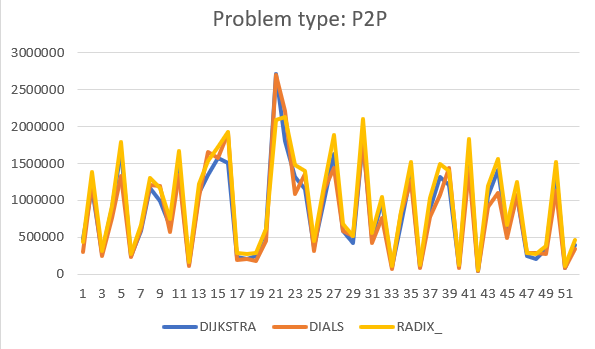 Problem type: P2P
3000000
2500000
2000000
1500000
1000000
500000
0
1 3 5 7 9 11 13 15 17 19 21 23 25 27 29 31 33 35 37 39 41 43 45 47 49 51
DIJKSTRA DIALS RADIX_